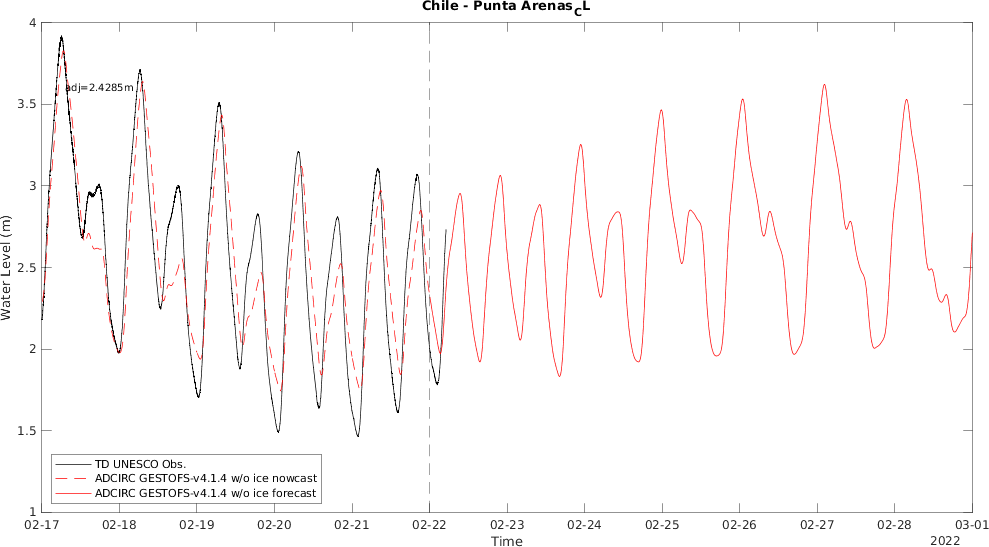 Chile - Punta Arenas_CL
4
adj=2.4285m
3.5
3
2.5
2
1.5
1
Water Level (m)
TD UNESCO Obs.
ADCIRC GESTOFS-v4.1.4 w/o ice nowcast
ADCIRC GESTOFS-v4.1.4 w/o ice forecast
02-17 02-18 02-19 02-20 02-21 02-22 02-23 02-24 02-25 02-26 02-27 02-28 03-01
Time
2022